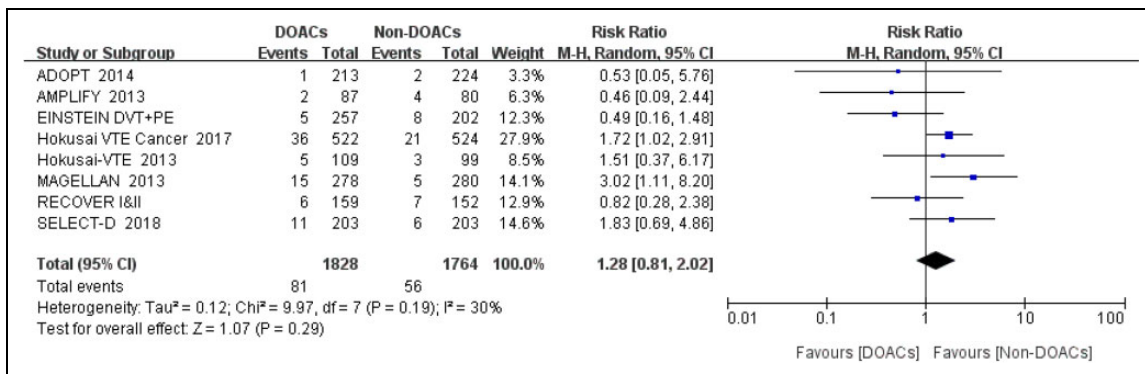 DOACs Non-DOACs Risk Ratio Risk Ratio
Study or Subgroup Events Total Events Total Weight M-H, Random, 95% CI M-H, Random, 95% CI
ADOPT 2014 1 213 2 224 3.3% 0.53 [0.05, 5.76]
AMPLIFY 2013 2 87 4 80 6.3% 0.46 [0.09, 2.44]
EINSTEIN DVT+PE 5 257 8 202 12.3% 0.49 [0.16, 1.48]
Hokusai VTE Cancer 2017 36 522 21 524 27.9% 1.72 [1.02, 2.91]
Hokusai-VTE 2013 5 109 3 99 8.5% 1.51 [0.37, 6.17]
MAGELLAN 2013 15 278 5 280 14.1% 3.02 [1.11, 8.20]
RECOVER I&II 6 159 7 152 12.9% 0.82 [0.28, 2.38]
SELECT-D 2018 11 203 6 203 14.6% 1.83 [0.69, 4.86]
Total (95% CI) 1828 1764 100.0% 1.28 [0.81, 2.02]
Total events 81 56
Heterogeneity: Tau² = 0.12; Chi² = 9.97, df = 7 (P = 0.19); I² = 30%
Test for overall effect: Z = 1.07 (P = 0.29)
0.01 0.1 1 10 100
Favours [DOACs] Favours [Non-DOACs]